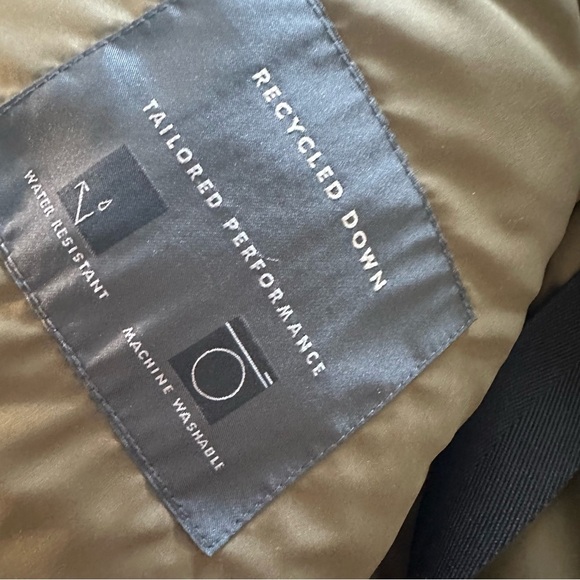 RECYCLED DOWN
TAILORED PERFORMANCE
WATER RESISTANT
MACHINE WASHABLE